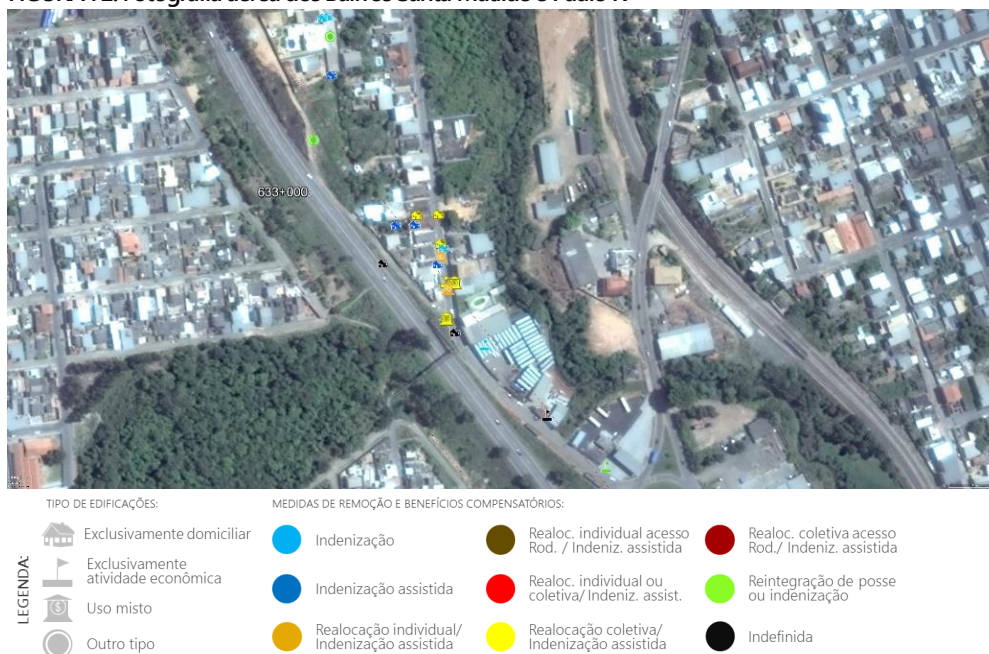 633+000
TIPO DE EDIFICAÇÕES:
MEDIDAS DE REMOÇÃO E BENEFÍCIOS COMPENSATÓRIOS:
LEGENDA:
Exclusivamente domiciliar
Exclusivamente
atividade econômica
Uso misto
Outro tipo
Indenização
Indenização assistida
Realocação individual/
Indenização assistida
Realoc. individual acesso
Rod. / Indeniz. assistida
Realoc. individual ou
coletiva/ Indeniz. assist.
Realocação coletiva/
Indenização assistida
Realoc. coletiva acesso
Rod./ Indeniz. assistida
Reintegração de posse
ou indenização
Indefinida